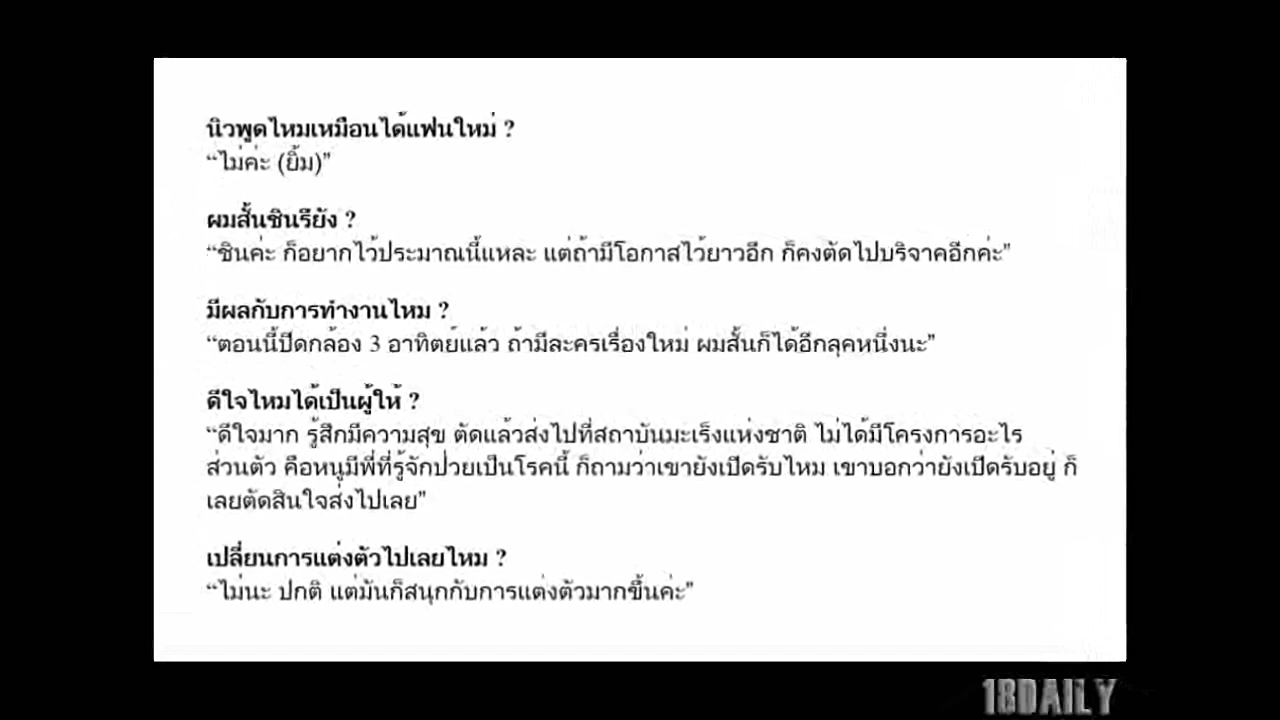 นิวพูดไหมเหมือนได้แฟนใหม่ ?
“ไม่ค่ะ (ยิ้ม)”
ผมสั้นชินรึยัง ?
“ชินค่ะ ก็อยากไว้ประมาณนี้แหละ แต่ถ้ามีโอกาสไว้ยาวอีก ก็คงตัดไปบริจาคอีกค่ะ”
มีผลกับการทำงานไหม ?
“ตอนนี้ปิดกล้อง 3 อาทิตย์แล้ว ถ้ามีละครเรื่องใหม่ ผมสั้นก็ได้อีกลุคหนึ่งนะ”
ดีใจไหมได้เป็นผู้ให้ ?
“ดีใจมาก รู้สึกมีความสุข ตัดแล้วส่งไปที่สถาบันมะเร็งแห่งชาติ ไม่ได้มีโครงการอะไร
ส่วนตัว คือหนูมีพี่ที่รู้จักป่วยเป็นโรคนี้ ก็ถามว่าเขายังเปิดรับไหม เขาบอกว่ายังเปิดรับอยู่ ก็
เลยตัดสินใจส่งไปเลย”
เปลี่ยนการแต่งตัวไปเลยไหม ?
“ไม่นะ ปกติ แต่มันก็สนุกกับการแต่งตัวมากขึ้นค่ะ”
18DAILY